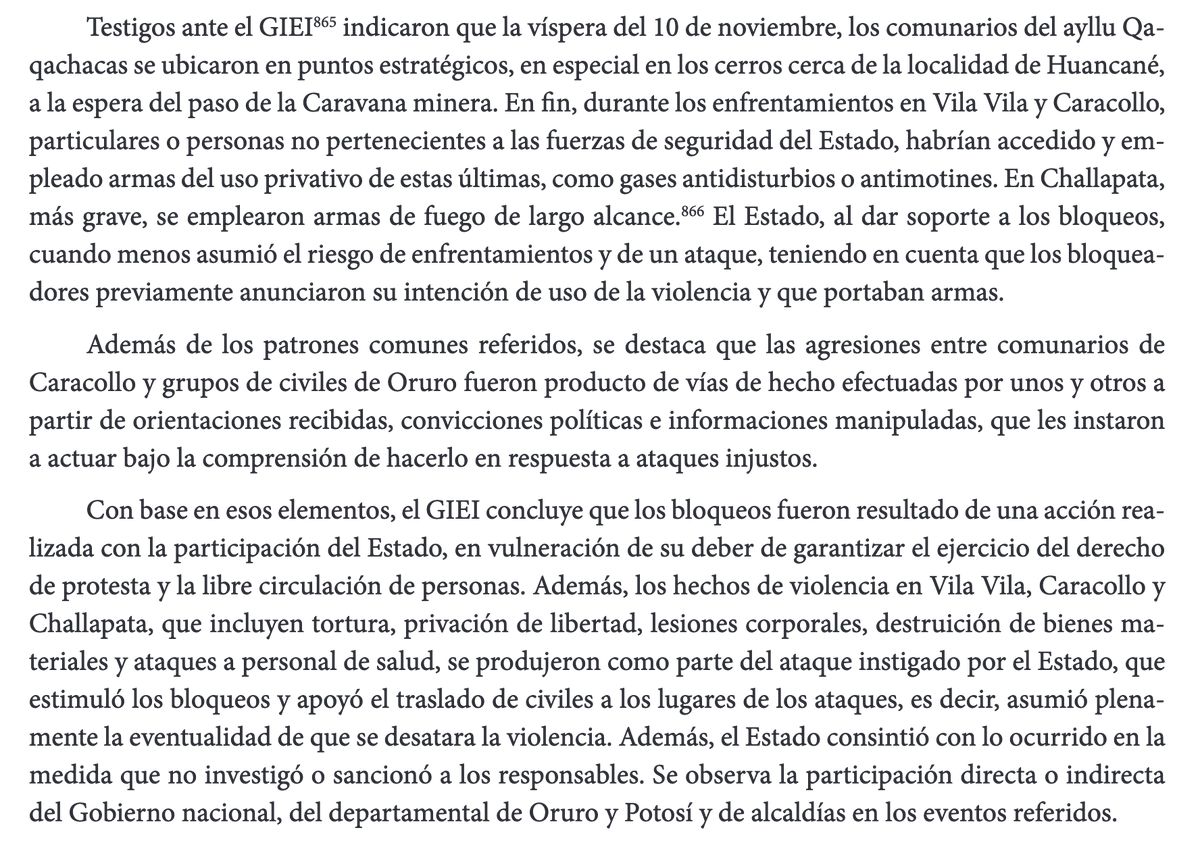 Testigos ante el GIEI⁸⁶⁵ indicaron que la víspera del 10 de noviembre, los comunarios del ayllu Qa-
qachacas se ubicaron en puntos estratégicos, en especial en los cerros cerca de la localidad de Huancané,
a la espera del paso de la Caravana minera. En fin, durante los enfrentamientos en Vila Vila y Caracollo,
particulares o personas no pertenecientes a las fuerzas de seguridad del Estado, habrían accedido y em-
pleado armas del uso privativo de estas últimas, como gases antidisturbios o antimotines. En Challapata,
más grave, se emplearon armas de fuego de largo alcance.⁸⁶⁶ El Estado, al dar soporte a los bloqueos,
cuando menos asumió el riesgo de enfrentamientos y de un ataque, teniendo en cuenta que los bloquea-
dores previamente anunciaron su intención de uso de la violencia y que portaban armas.
Además de los patrones comunes referidos, se destaca que las agresiones entre comunarios de
Caracollo y grupos de civiles de Oruro fueron producto de vías de hecho efectuadas por unos y otros a
partir de orientaciones recibidas, convicciones políticas e informaciones manipuladas, que les instaron
a actuar bajo la comprensión de hacerlo en respuesta a ataques injustos.
Con base en esos elementos, el GIEI concluye que los bloqueos fueron resultado de una acción rea-
lizada con la participación del Estado, en vulneración de su deber de garantizar el ejercicio del derecho
de protesta y la libre circulación de personas. Además, los hechos de violencia en Vila Vila, Caracollo y
Challapata, que incluyen tortura, privación de libertad, lesiones corporales, destruición de bienes ma-
teriales y ataques a personal de salud, se produjeron como parte del ataque instigado por el Estado, que
estimuló los bloqueos y apoyó el traslado de civiles a los lugares de los ataques, es decir, asumió plena-
mente la eventualidad de que se desatara la violencia. Además, el Estado consintió con lo ocurrido en la
medida que no investigó o sancionó a los responsables. Se observa la participación directa o indirecta
del Gobierno nacional, del departamental de Oruro y Potosí y de alcaldías en los eventos referidos.